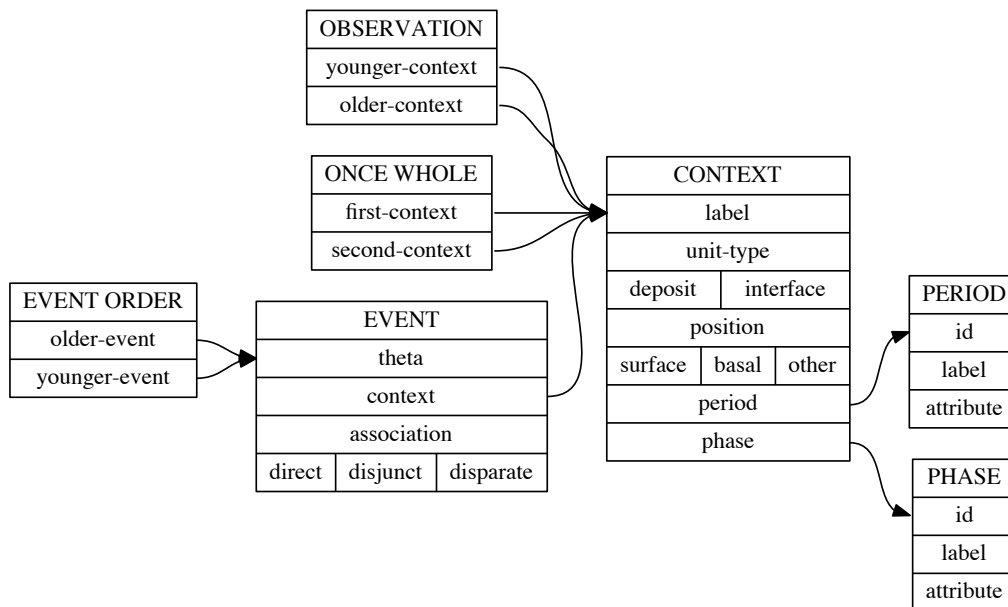 OBSERVATION
younger-context
older-context
ONCE WHOLE
first-context
second-context
EVENT ORDER
older-event
younger-event
EVENT
theta
context
association
direct disjunct disparate
CONTEXT
label
unit-type
deposit interface
position
surface basal other
period
phase
PERIOD
id
label
attribute
PHASE
id
label
attribute